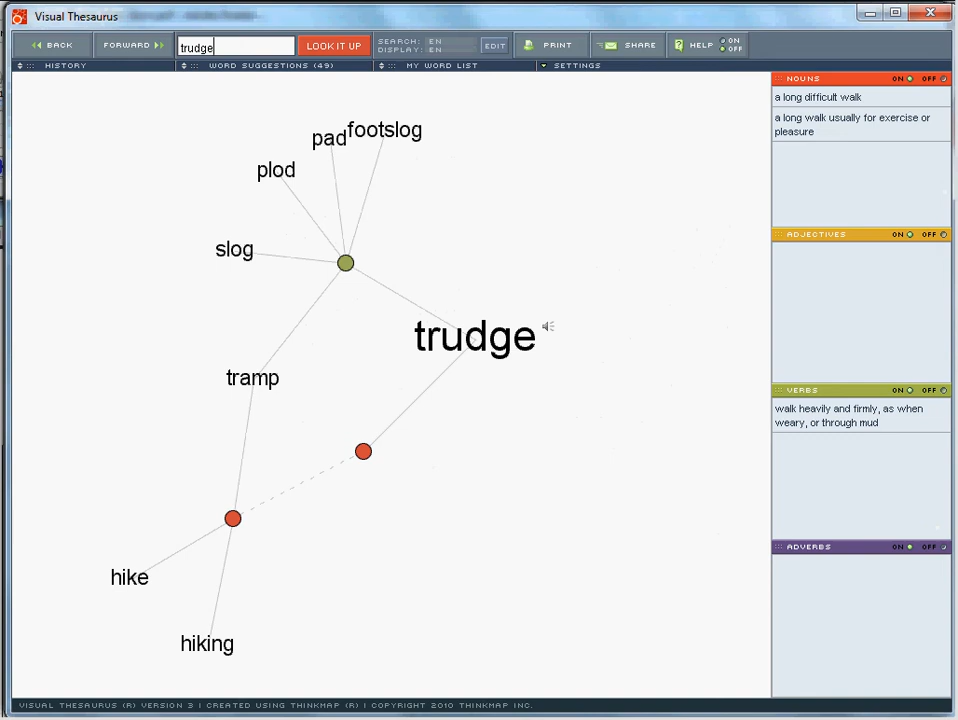 Visual Thesaurus
BACK
FORWARD
trudge
LOOK IT UP
SEARCH: EN
DISPLAY: EN
EDIT
PRINT
SHARE
HELP
ON
OFF
HISTORY
WORD SUGGESTIONS (49)
MY WORD LIST
SETTINGS
footslog
pad
plod
slog
trudge
tramp
hike
hiking
NOUNS ON OFF
a long difficult walk
a long walk usually for exercise or
pleasure
ADJECTIVES ON OFF
VERBS ON OFF
walk heavily and firmly, as when
weary, or through mud
ADVERBS ON OFF
VISUAL THESAURUS (R) VERSION 3 | CREATED USING THINKMAP (R) | COPYRIGHT 2010 THINKMAP INC.